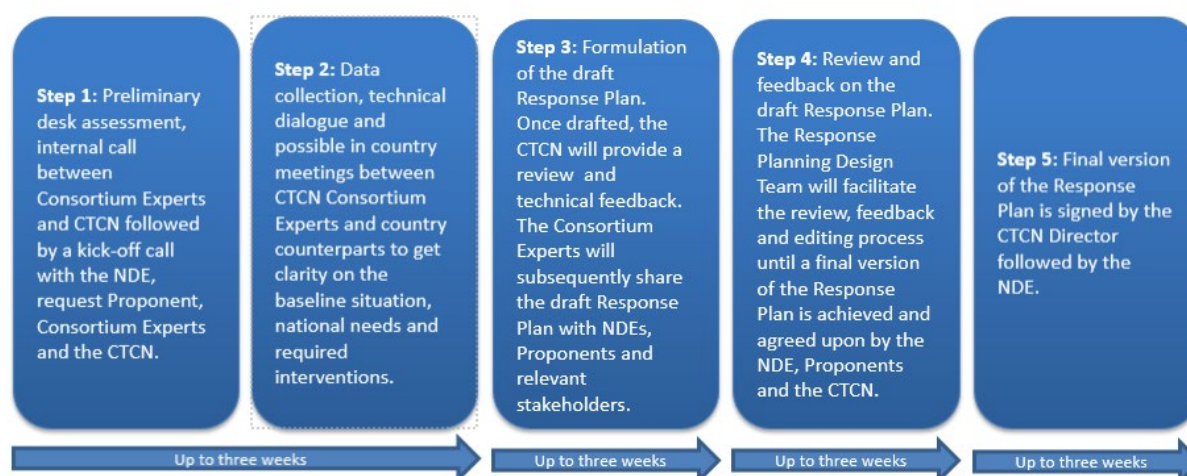 Step 1: Preliminary
desk assessment,
internal call
between
Consortium Experts
and CTCN followed
by a kick-off call
with the NDE,
request Proponent,
Consortium Experts
and the CTCN.
Step 2: Data
collection, technical
dialogue and
possible in country
meetings between
CTCN Consortium
Experts and country
counterparts to get
clarity on the
baseline situation,
national needs and
required
interventions.
Step 3: Formulation
of the draft
Response Plan.
Once drafted, the
CTCN will provide a
review and
technical feedback.
The Consortium
Experts will
subsequently share
the draft Response
Plan with NDEs,
Proponents and
relevant
stakeholders.
Step 4: Review and
feedback on the
draft Response Plan.
The Response
Planning Design
Team will facilitate
the review, feedback
and editing process
until a final version
of the Response
Plan is achieved and
agreed upon by the
NDE, Proponents
and the CTCN.
Step 5: Final version
of the Response
Plan is signed by the
CTCN Director
followed by the
NDE.
Up to three weeks
Up to three weeks
Up to three weeks
Up to three weeks